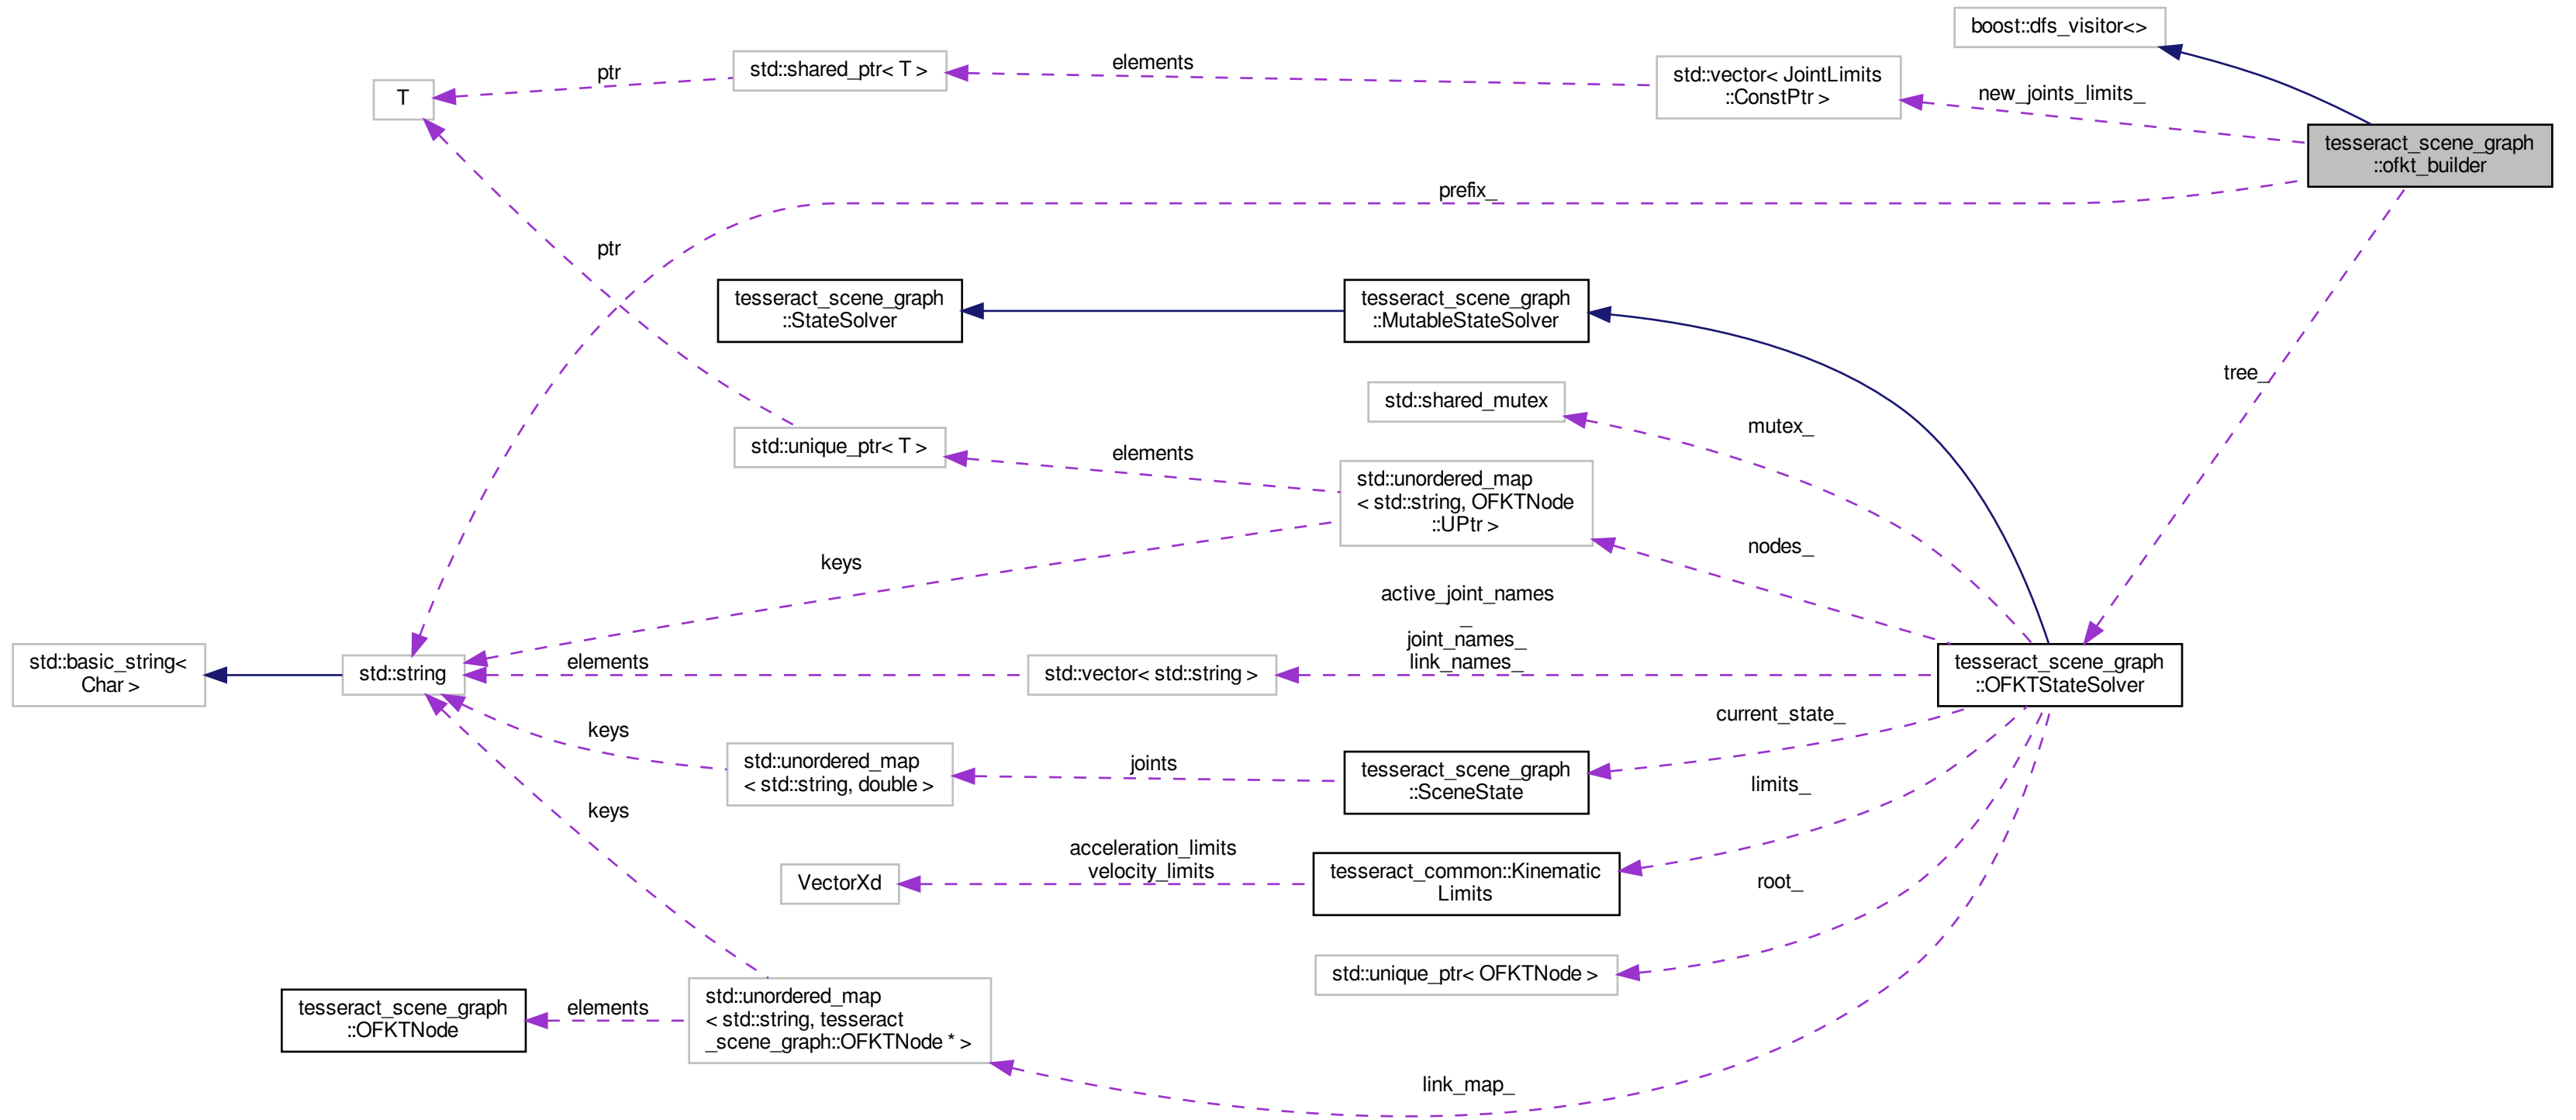 boost::dfs_visitor<>
elements
ptr
std::shared_ptr< T >
std::vector< JointLimits
::ConstPtr >
T
new_joints_limits_
tesseract_scene_graph
::ofkt_builder
prefix_
ptr
tesseract_scene_graph
::StateSolver
tesseract_scene_graph
::MutableStateSolver
tree_
std::shared_mutex
mutex_
std::unique_ptr< T >
elements
std::unordered_map
< std::string, OFKTNode
::UPtr >
nodes_
keys
active_joint_names
_
joint_names_
link_names_
std::basic_string<
Char >
std::string
elements
std::vector< std::string >
tesseract_scene_graph
::OFKTStateSolver
current_state_
keys
std::unordered_map
< std::string, double >
joints
tesseract_scene_graph
::SceneState
limits_
keys
acceleration_limits
velocity_limits
VectorXd
tesseract_common::Kinematic
Limits
root_
std::unique_ptr< OFKTNode >
tesseract_scene_graph
::OFKTNode
elements
std::unordered_map
< std::string, tesseract
_scene_graph::OFKTNode * >
link_map_